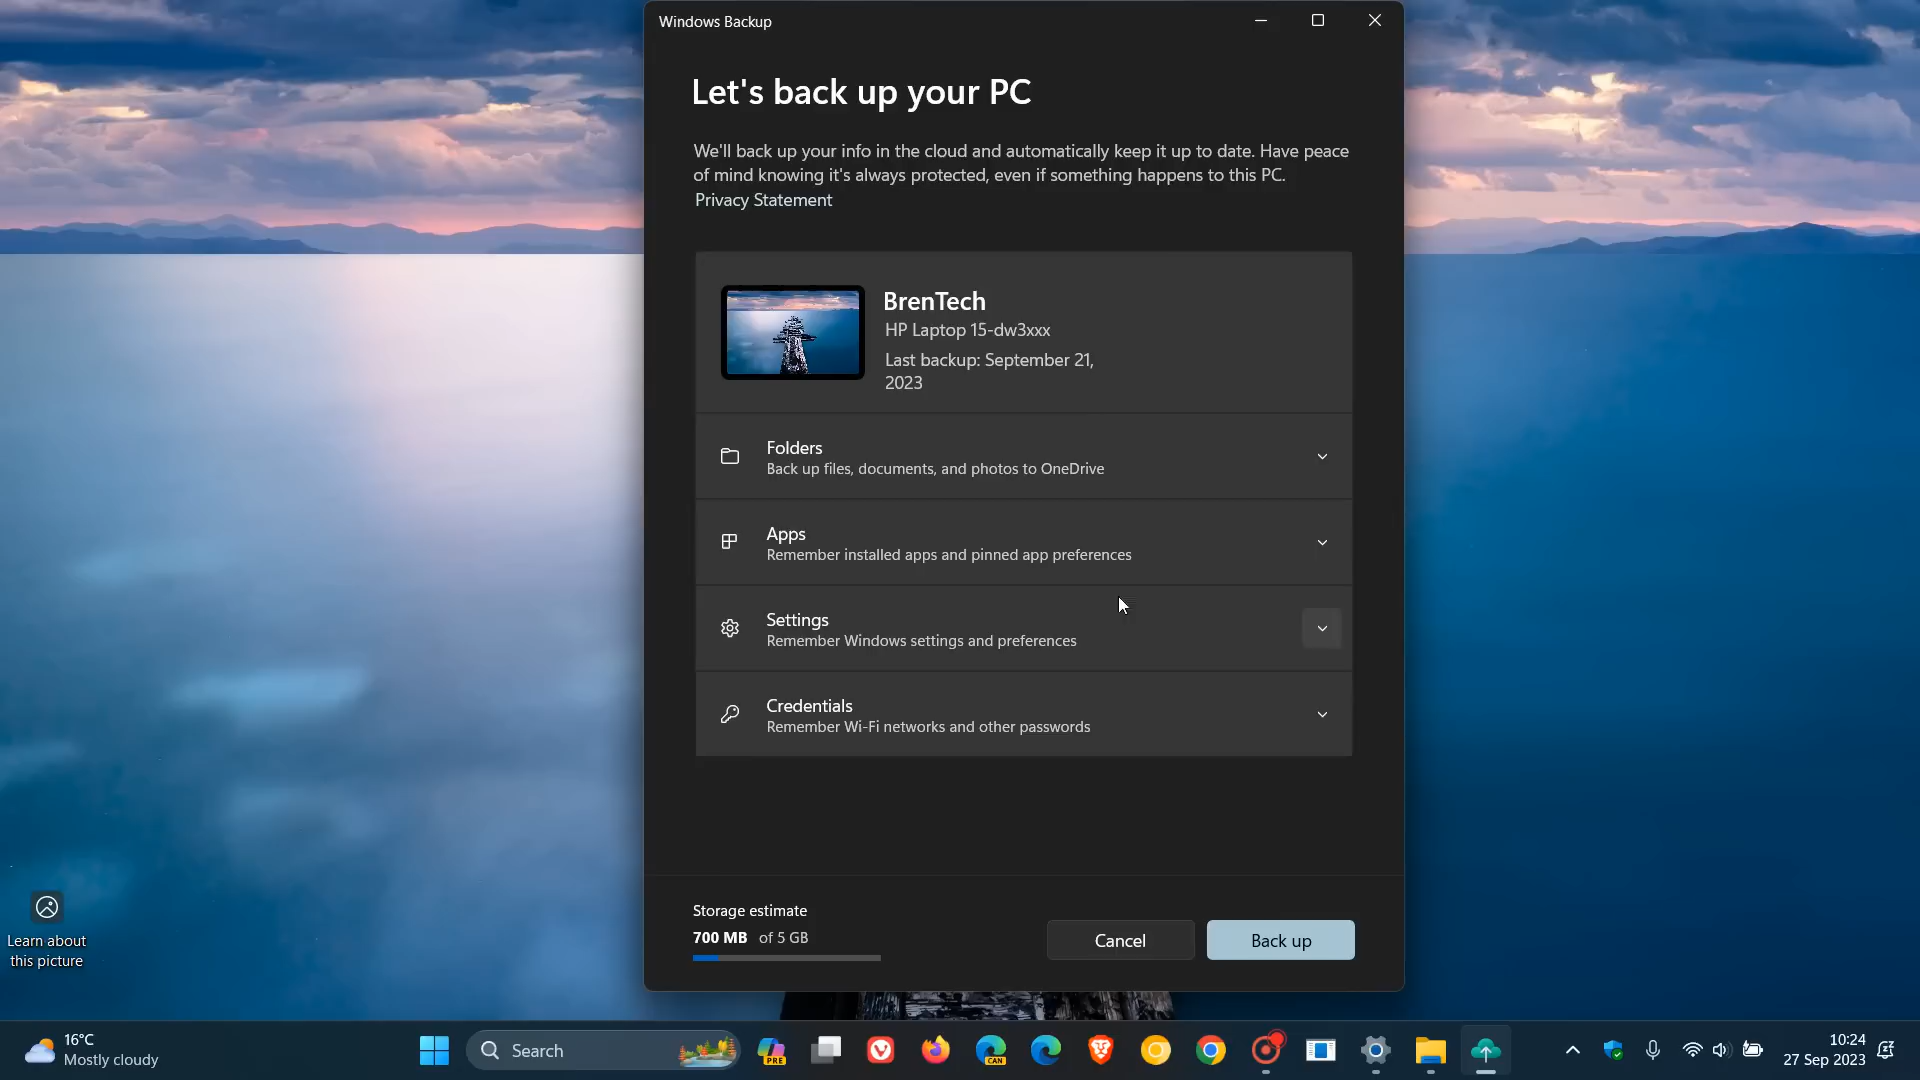 Windows Backup
Let's back up your PC
We'll back up your info in the cloud and automatically keep it up to date. Have peace
of mind knowing it's always protected, even if something happens to this PC.
Privacy Statement
BrenTech
HP Laptop 15-dw3xxx
Last backup: September 21,
2023
Folders
Back up files, documents, and photos to OneDrive
Apps
Remember installed apps and pinned app preferences
Settings
Remember Windows settings and preferences
Credentials
Remember Wi-Fi networks and other passwords
Storage estimate
700 MB of 5 GB
Cancel
Back up
Learn about
this picture
16°C
Mostly cloudy
Search
PRE
CAN
10:24
27 Sep 2023